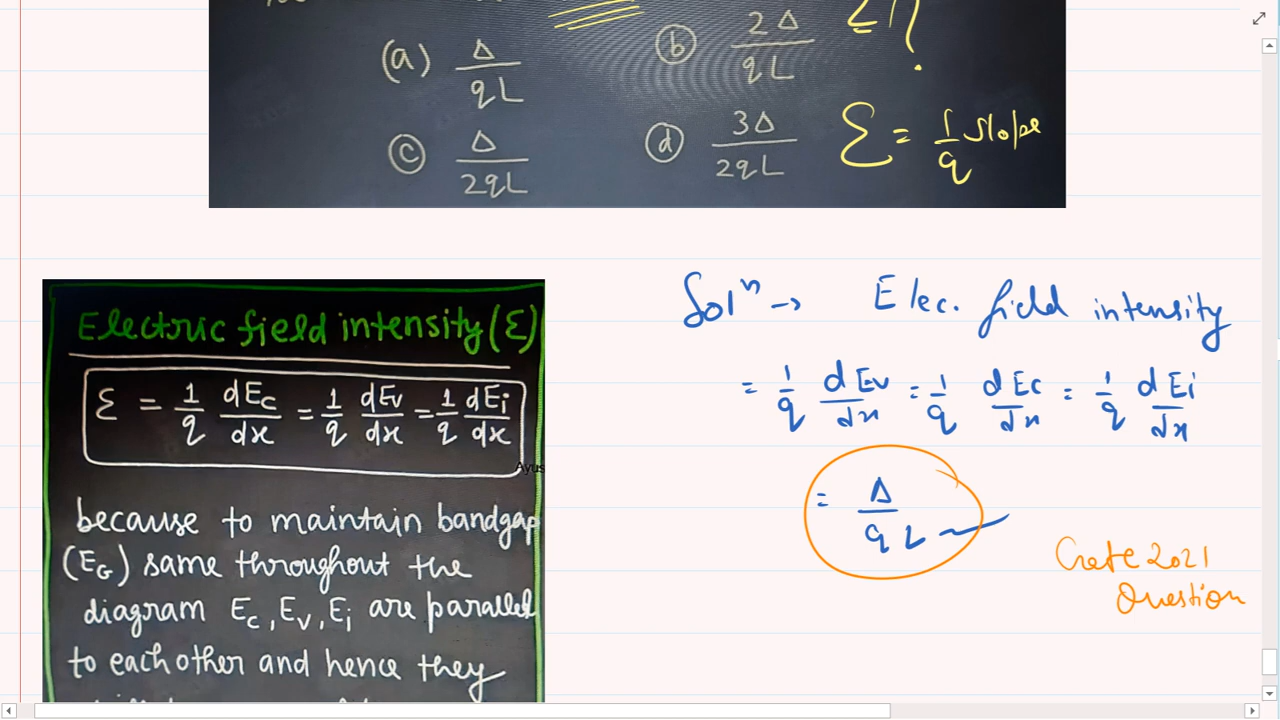 (a) Δ/qL (b) 2Δ/qL
(c) Δ/2qL (d) 3Δ/2qL Ɛ = 1/q slope
Electric field intensity (Ɛ)
Ɛ = 1/q dEc/dx = 1/q dEv/dx = 1/q dEi/dx
Ayus
because to maintain bandgap
(EG) same throughout the
diagram Ec, Ev, Ei are parallel
to each other and hence they
Solⁿ → Elec. field intensity
= 1/q dEv/dx = 1/q dEc/dx = 1/q dEi/dx
= Δ/qL
Gate 2021
Question